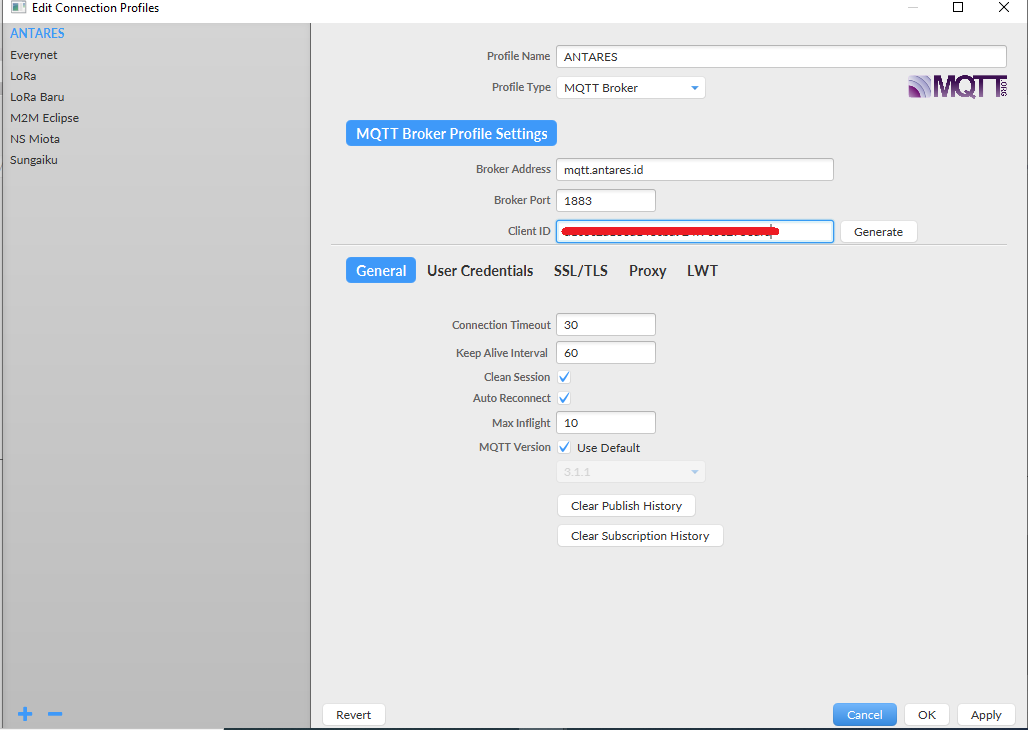 Edit Connection Profiles
ANTARES
Everynet
LoRa
LoRa Baru
M2M Eclipse
NS Miota
Sungaiku
Profile Name ANTARES
Profile Type MQTT Broker
MQTT.ORG
MQTT Broker Profile Settings
Broker Address mqtt.antares.id
Broker Port 1883
Client ID Generate
General User Credentials SSL/TLS Proxy LWT
Connection Timeout 30
Keep Alive Interval 60
Clean Session
Auto Reconnect
Max Inflight 10
MQTT Version Use Default
3.1.1
Clear Publish History
Clear Subscription History
Revert Cancel OK Apply